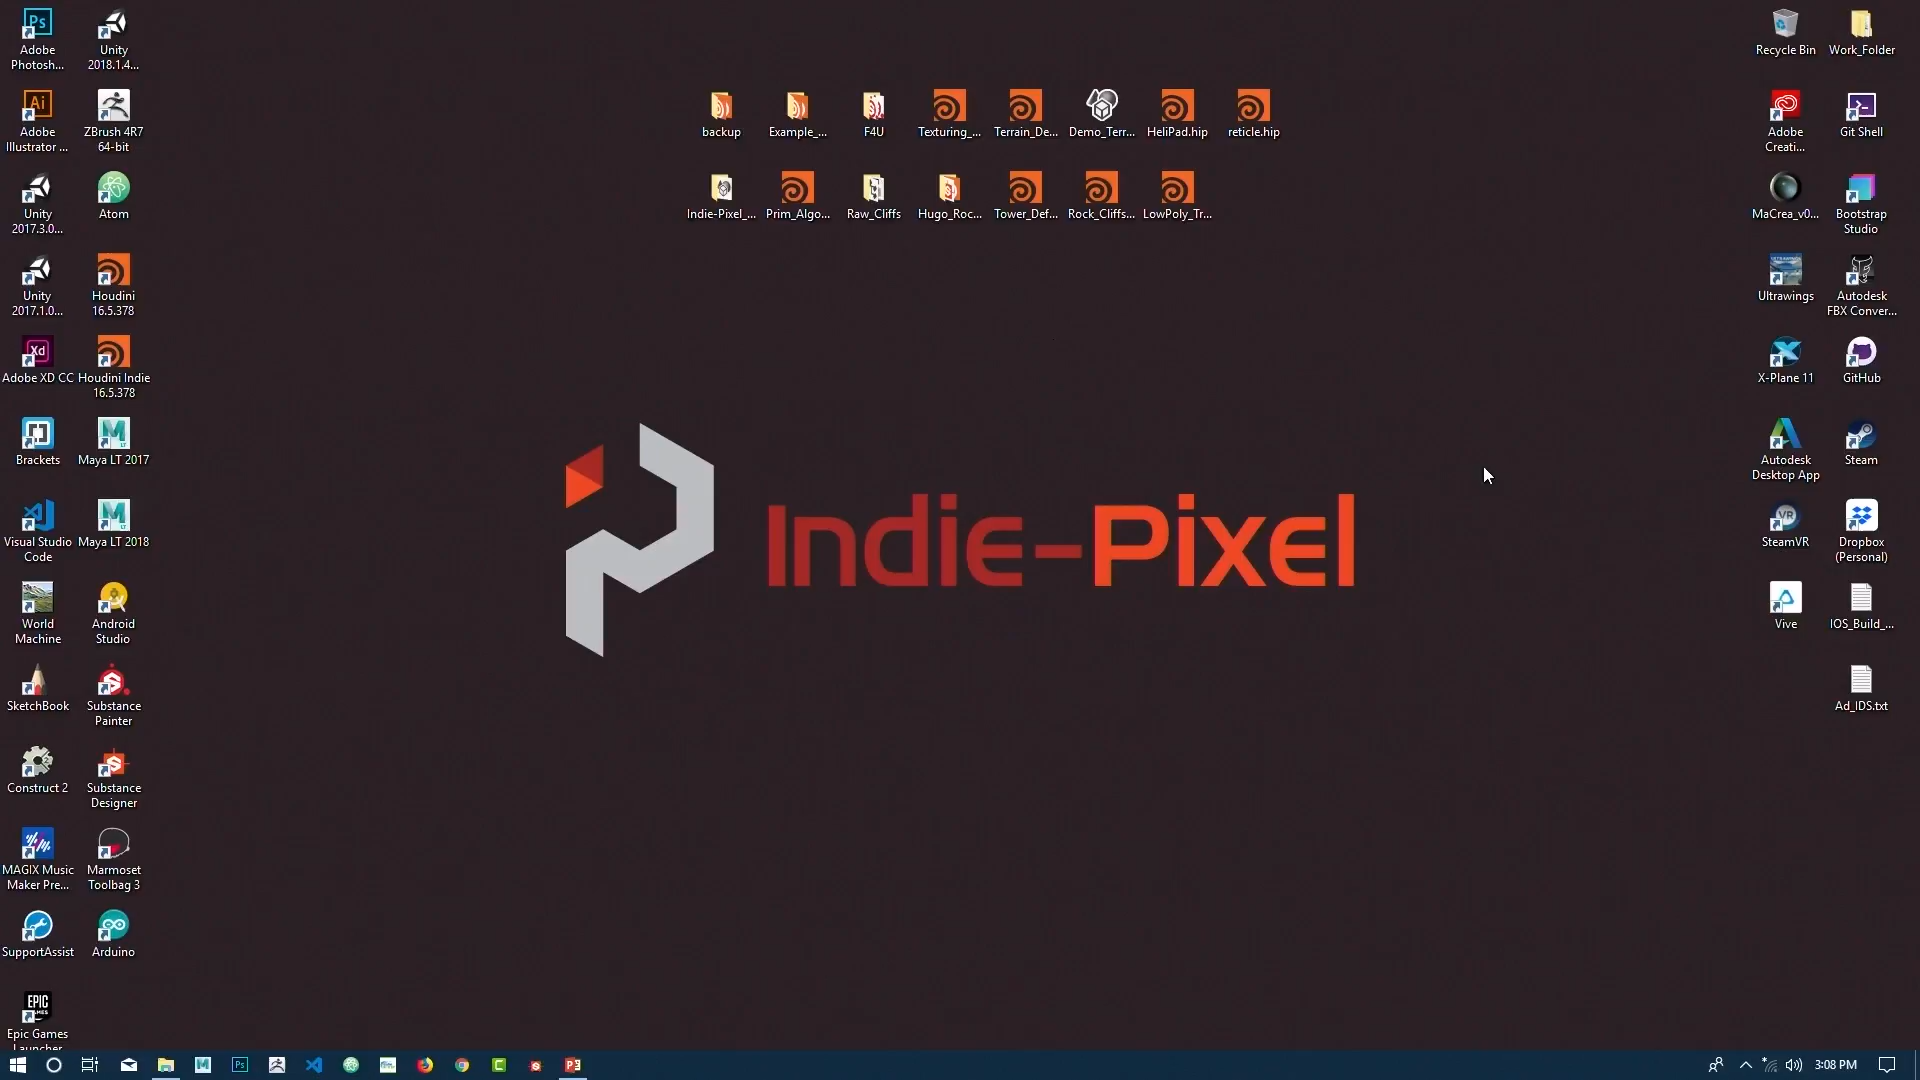 Adobe
Photosh...
Unity
2018.1.4...
Recycle Bin
Work_Folder
Adobe
Illustrator ...
ZBrush 4R7
64-bit
backup
Example_...
F4U
Texturing_...
Terrain_De...
Demo_Terr...
HeliPad.hip
reticle.hip
Adobe
Creati...
Git Shell
Unity
2017.3.0...
Atom
Indie-Pixel_...
Prim_Algo...
Raw_Cliffs
Hugo_Roc...
Tower_Def...
Rock_Cliffs...
LowPoly_Tr...
MaCrea_v0...
Bootstrap
Studio
Unity
2017.1.0...
Houdini
16.5.378
Ultrawings
Autodesk
FBX Conver...
Adobe XD CC
Houdini Indie
16.5.378
X-Plane 11
GitHub
Brackets
Maya LT 2017
Autodesk
Desktop App
Steam
Indie-Pixel
Visual Studio
Code
Maya LT 2018
SteamVR
Dropbox
(Personal)
World
Machine
Android
Studio
Vive
IOS_Build_...
SketchBook
Substance
Painter
Ad_IDS.txt
Construct 2
Substance
Designer
MAGIX Music
Maker Pre...
Marmoset
Toolbag 3
SupportAssist
Arduino
Epic Games
Launcher
3:08 PM